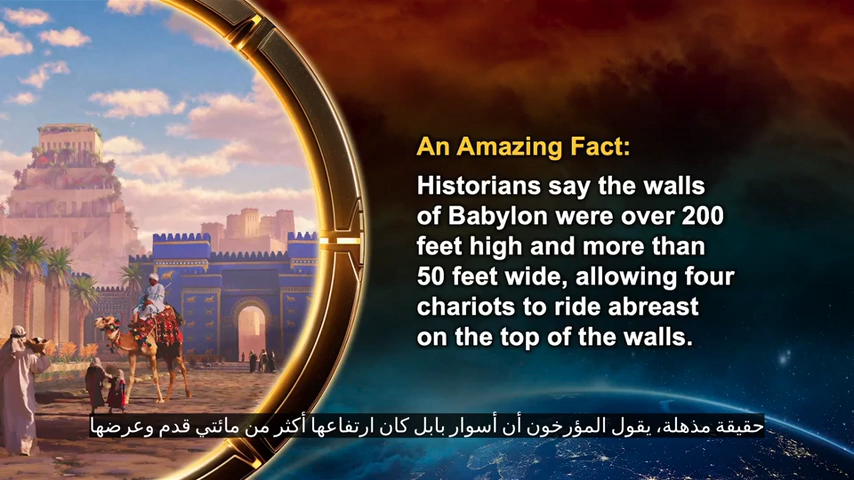 An Amazing Fact:
Historians say the walls
of Babylon were over 200
feet high and more than
50 feet wide, allowing four
chariots to ride abreast
on the top of the walls.
حقيقة مذهلة، يقول المؤرخون أن أسوار بابل كان ارتفاعها أكثر من مائتي قدم وعرضها